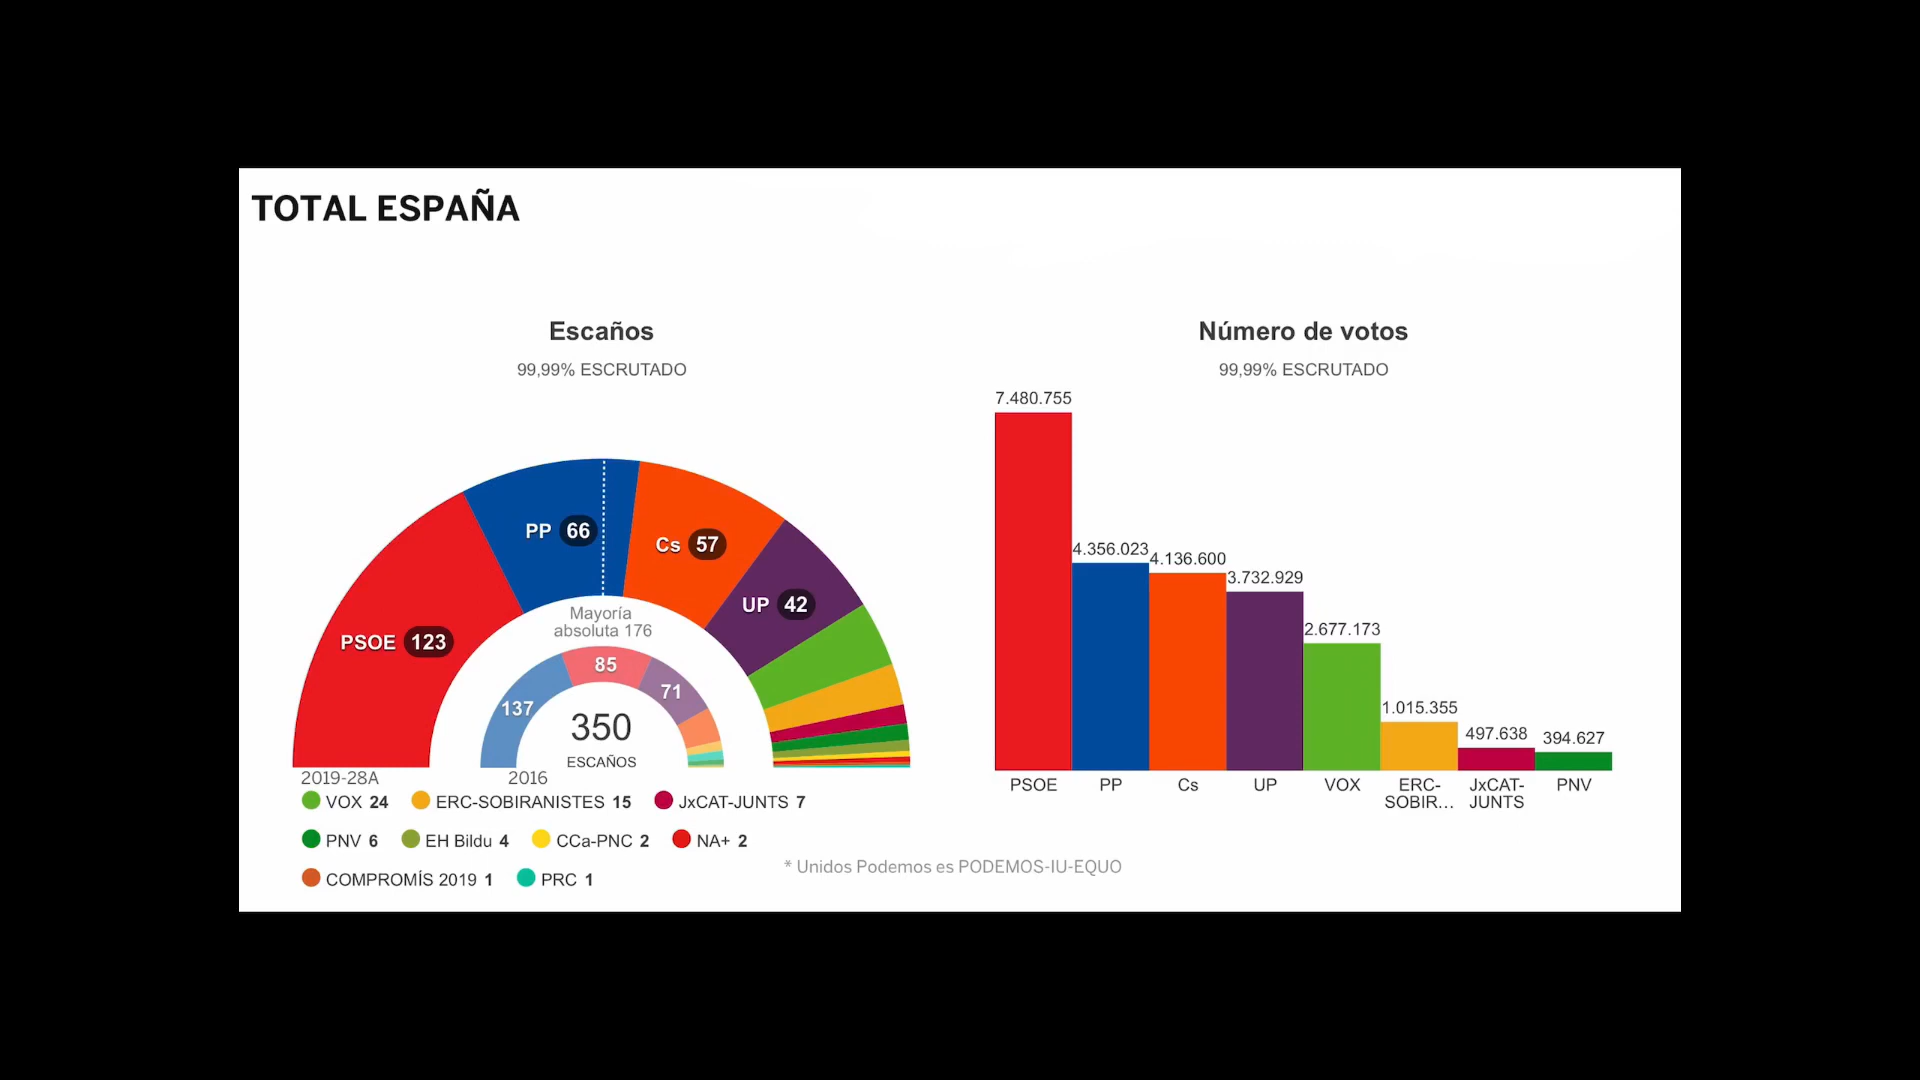 TOTAL ESPAÑA
Escaños
99,99% ESCRUTADO
PSOE 123
PP 66
Cs 57
UP 42
Mayoría
absoluta 176
137
85
71
350
ESCAÑOS
2019-28A
2016
VOX 24
ERC-SOBIRANISTES 15
JxCAT-JUNTS 7
PNV 6
EH Bildu 4
CCa-PNC 2
NA+ 2
COMPROMÍS 2019 1
PRC 1
Número de votos
99,99% ESCRUTADO
7.480.755
4.356.023
4.136.600
3.732.929
2.677.173
1.015.355
497.638
394.627
PSOE
PP
Cs
UP
VOX
ERC-
SOBIR…
JxCAT-
JUNTS
PNV
* Unidos Podemos es PODEMOS-IU-EQUO